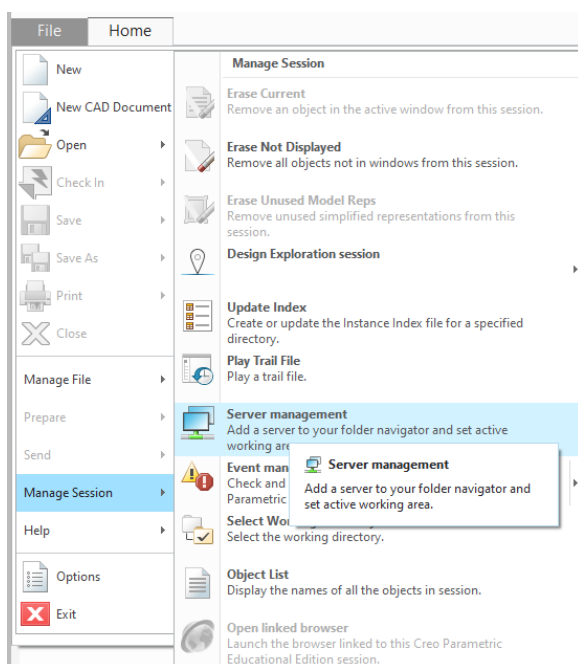 File
Home
New
New CAD Document
Open
Check In
Save
Save As
Print
Close
Manage File
Prepare
Send
Manage Session
Help
Options
Exit
Manage Session
Erase Current
Remove an object in the active window from this session.
Erase Not Displayed
Remove all objects not in windows from this session.
Erase Unused Model Reps
Remove unused simplified representations from this
session.
Design Exploration session
Update Index
Create or update the Instance Index file for a specified
directory.
Play Trail File
Play a trail file.
Server management
Add a server to your folder navigator and set active
working
Event
Check and
Parametric
Select
Select the working directory.
Object List
Display the names of all the objects in session.
Open linked browser
Launch the browser linked to this Creo Parametric
Educational Edition session.
Server management
Add a server to your folder navigator and
set active working area.